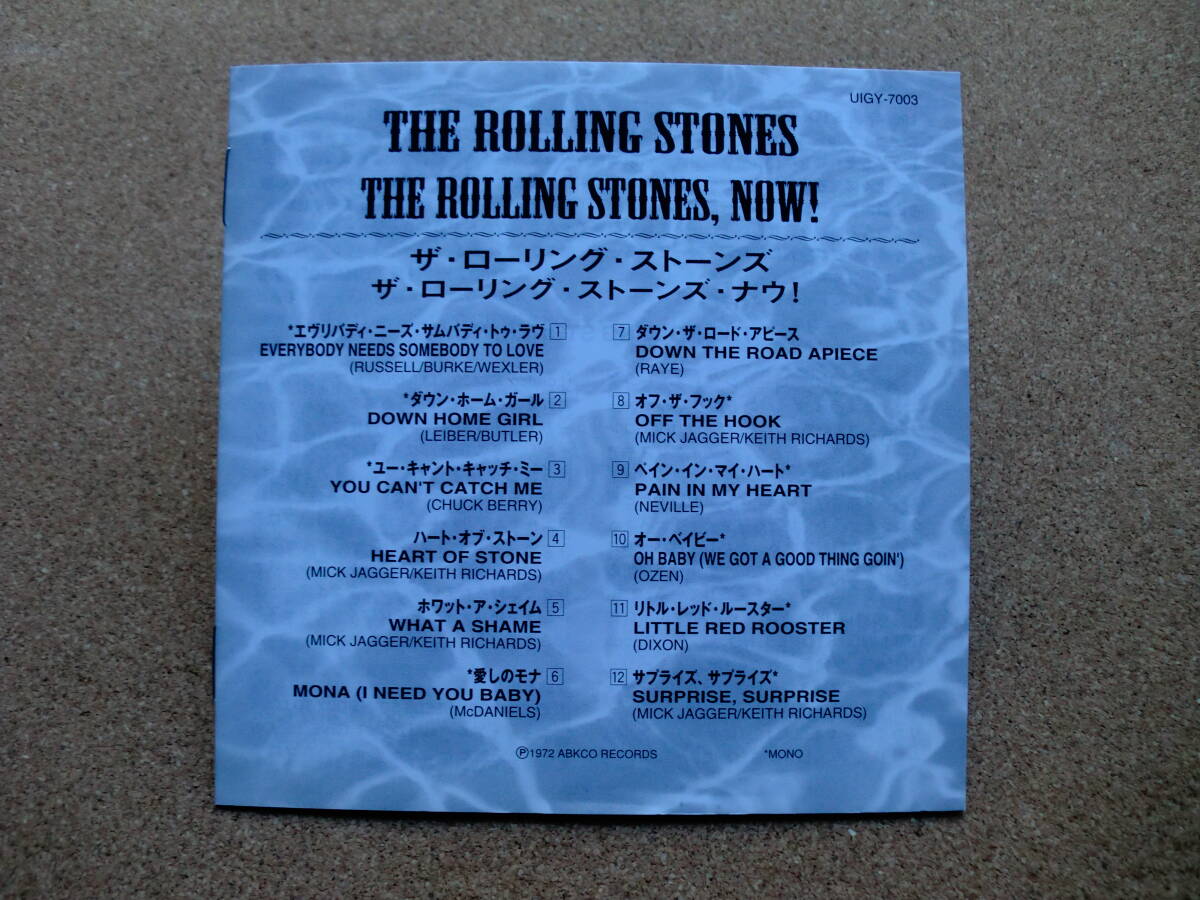 UIGY-7003
THE ROLLING STONES
THE ROLLING STONES, NOW!
ザ・ローリング・ストーンズ
ザ・ローリング・ストーンズ・ナウ!
*エヴリバディ・ニーズ・サムバディ・トゥ・ラヴ 1
EVERYBODY NEEDS SOMEBODY TO LOVE
(RUSSELL/BURKE/WEXLER)
*ダウン・ホーム・ガール 2
DOWN HOME GIRL
(LEIBER/BUTLER)
*ユー・キャント・キャッチ・ミー 3
YOU CAN'T CATCH ME
(CHUCK BERRY)
ハート・オブ・ストーン 4
HEART OF STONE
(MICK JAGGER/KEITH RICHARDS)
ホワット・ア・シェイム 5
WHAT A SHAME
(MICK JAGGER/KEITH RICHARDS)
*愛しのモナ 6
MONA (I NEED YOU BABY)
(McDANIELS)
7 ダウン・ザ・ロード・アピース
DOWN THE ROAD APIECE
(RAYE)
8 オフ・ザ・フック*
OFF THE HOOK
(MICK JAGGER/KEITH RICHARDS)
9 ペイン・イン・マイ・ハート*
PAIN IN MY HEART
(NEVILLE)
10 オー・ベイビー*
OH BABY (WE GOT A GOOD THING GOIN')
(OZEN)
11 リトル・レッド・ルースター*
LITTLE RED ROOSTER
(DIXON)
12 サプライズ、サプライズ*
SURPRISE, SURPRISE
(MICK JAGGER/KEITH RICHARDS)
Ⓟ1972 ABKCO RECORDS
*MONO